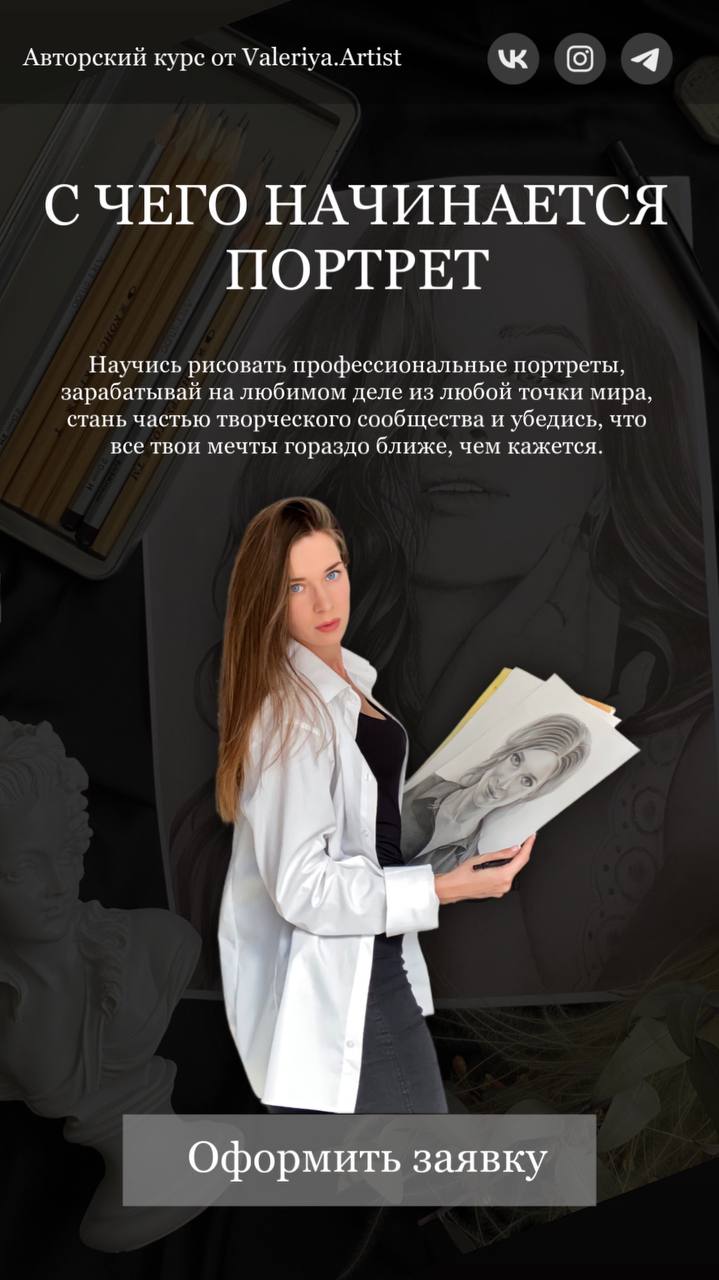 Авторский курс от Valeriya.Artist
С ЧЕГО НАЧИНАЕТСЯ
ПОРТРЕТ
Научись рисовать профессиональные портреты,
зарабатывай на любимом деле из любой точки мира,
стань частью творческого сообщества и убедись, что
все твои мечты гораздо ближе, чем кажется.
Оформить заявку